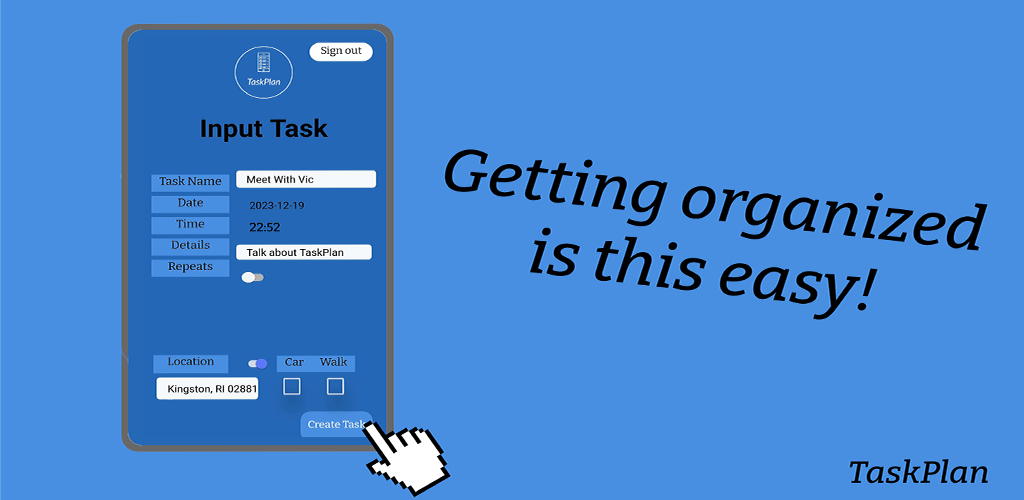 Sign out
TaskPlan
Input Task
Task Name Meet With Vic
Date 2023-12-19
Time 22:52
Details Talk about TaskPlan
Repeats
Location Car Walk
Kingston, RI 02881
Create Task
Getting organized
is this easy!
TaskPlan